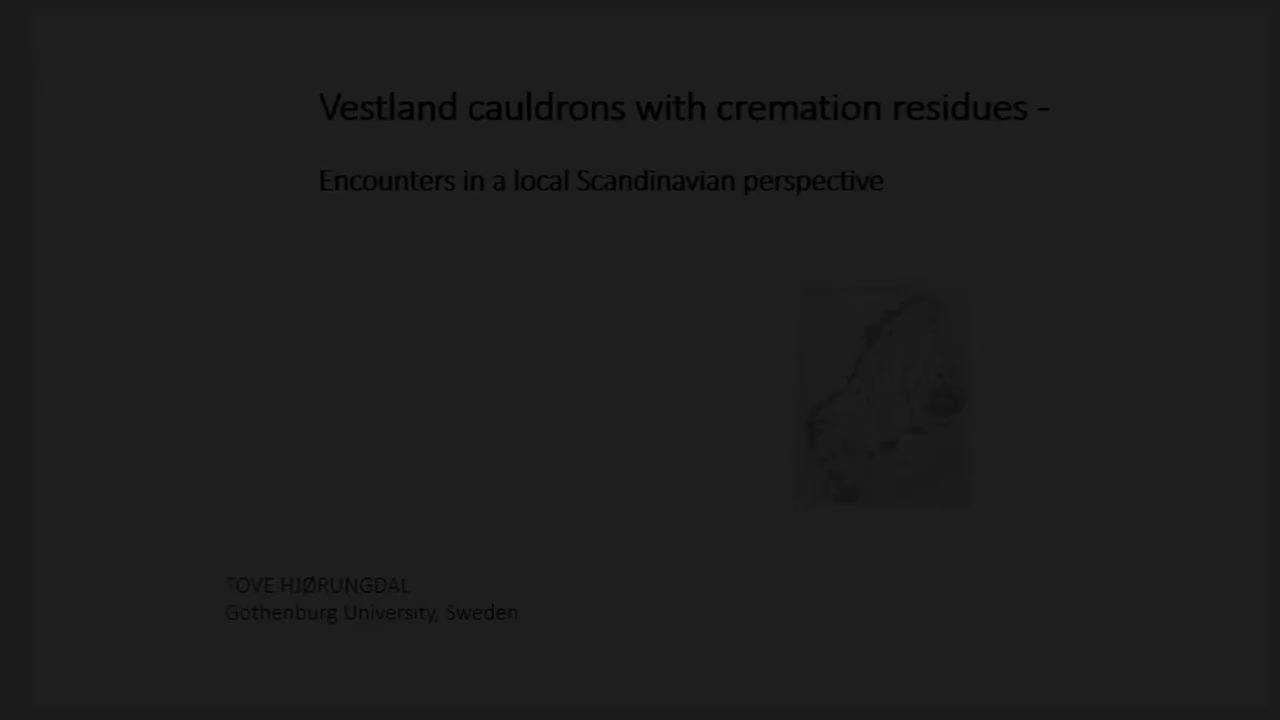 Vestland cauldrons with cremation residues -
Encounters in a local Scandinavian perspective
TOVE HJØRUNGDAL
Gothenburg University, Sweden